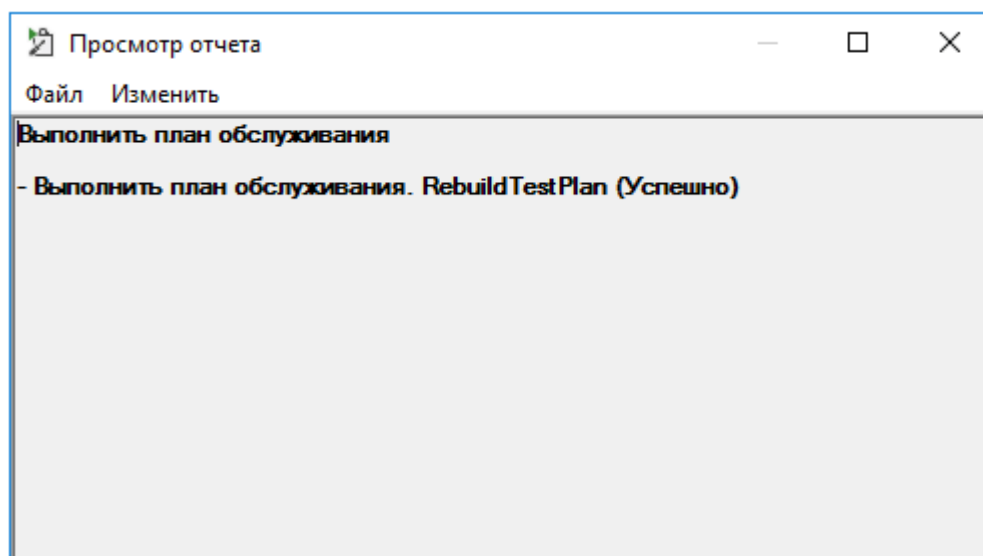 Просмотр отчета
Файл Изменить
Выполнить план обслуживания
- Выполнить план обслуживания. RebuildTestPlan (Успешно)